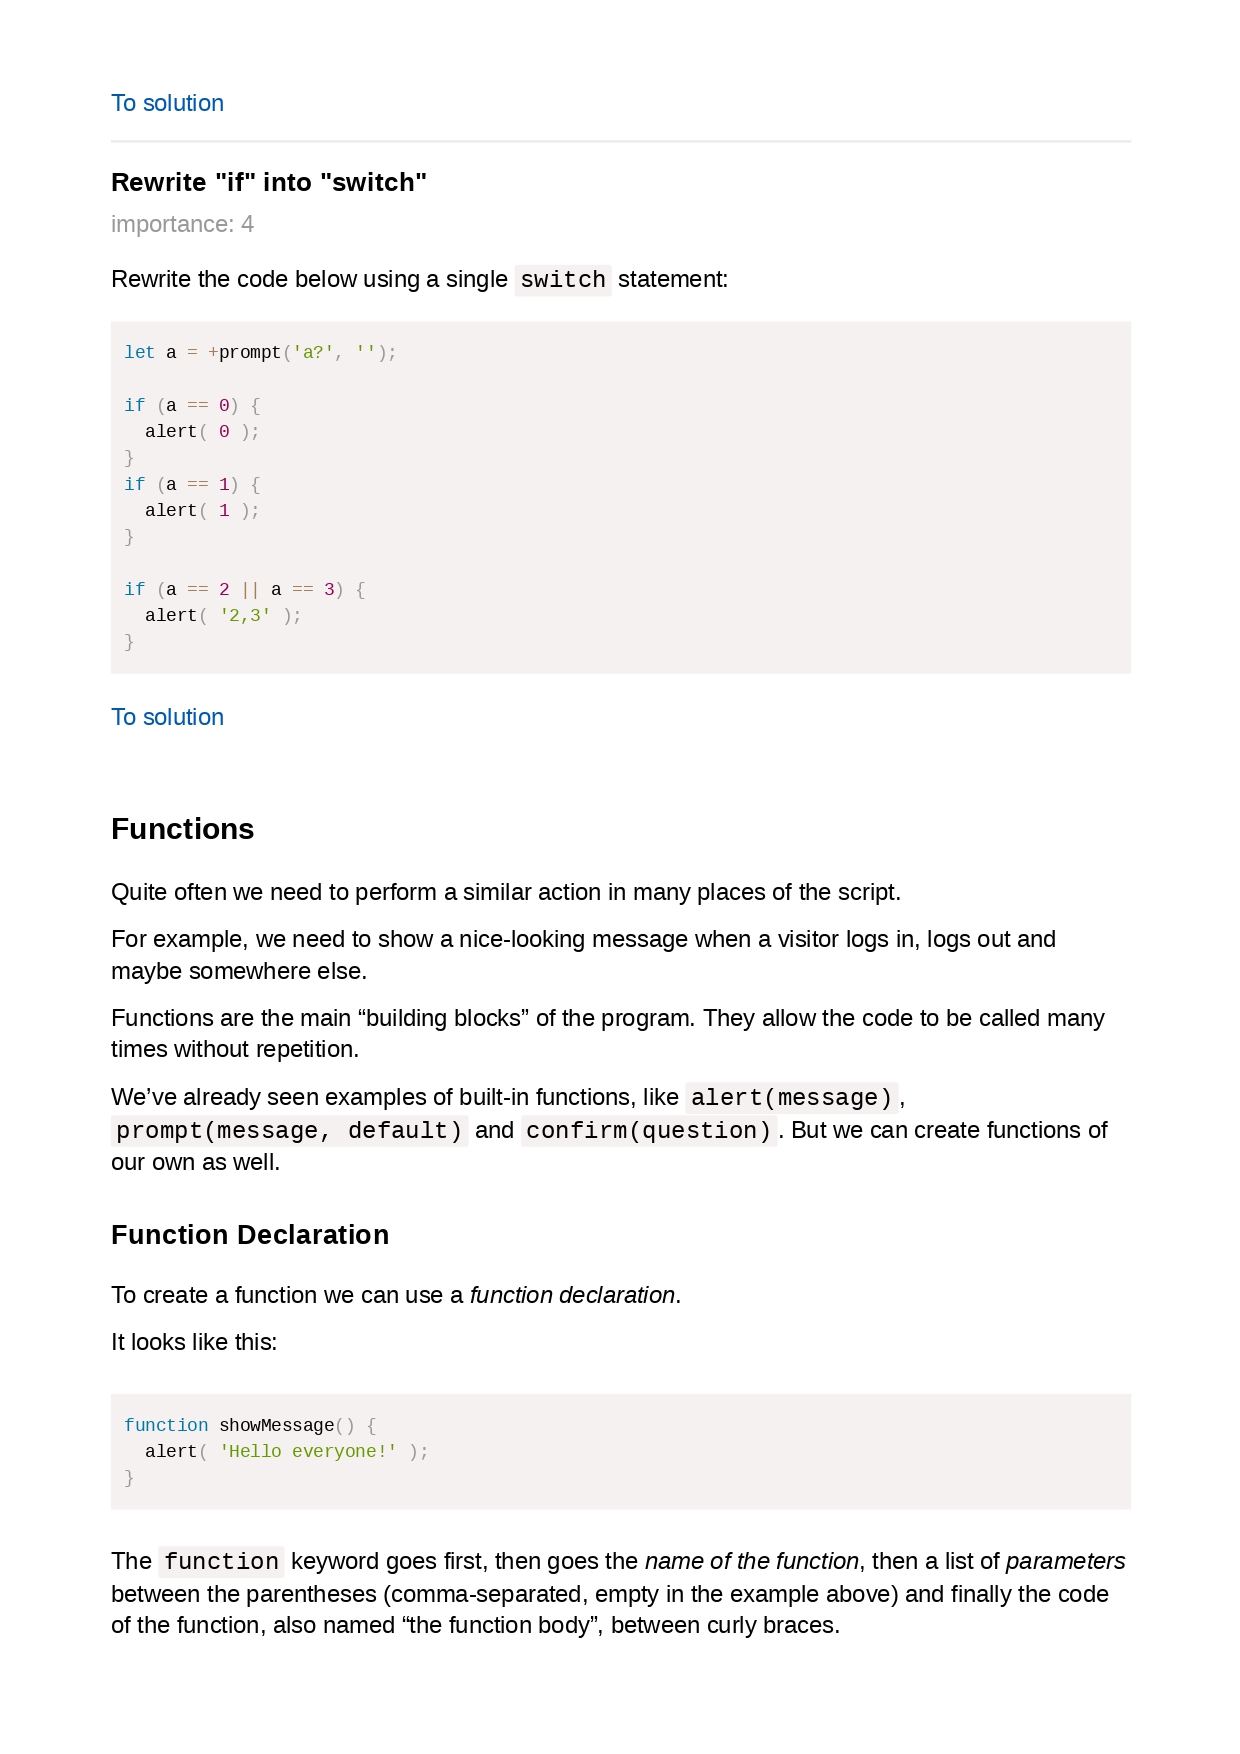 To solution
Rewrite "if" into "switch"
importance: 4
Rewrite the code below using a single switch statement:
let a = +prompt('a?', '');
if (a == 0) {
  alert( 0 );
}
if (a == 1) {
  alert( 1 );
}
if (a == 2 || a == 3) {
  alert( '2,3' );
}
To solution
Functions
Quite often we need to perform a similar action in many places of the script.
For example, we need to show a nice-looking message when a visitor logs in, logs out and
maybe somewhere else.
Functions are the main “building blocks” of the program. They allow the code to be called many
times without repetition.
We’ve already seen examples of built-in functions, like alert(message),
prompt(message, default) and confirm(question). But we can create functions of
our own as well.
Function Declaration
To create a function we can use a function declaration.
It looks like this:
function showMessage() {
  alert( 'Hello everyone!' );
}
The function keyword goes first, then goes the name of the function, then a list of parameters
between the parentheses (comma-separated, empty in the example above) and finally the code
of the function, also named “the function body”, between curly braces.